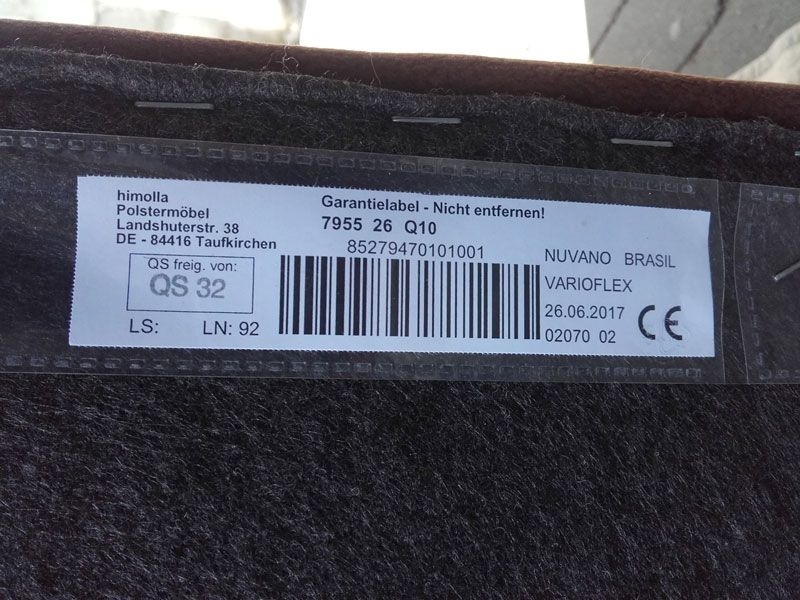 himolla
Polstermöbel
Landshuterstr. 38
DE - 84416 Taufkirchen
QS freig. von:
QS 32
LS: LN: 92
Garantielabel - Nicht entfernen!
7955 26 Q10
85279470101001
NUVANO BRASIL
VARIOFLEX
26.06.2017
02070 02
CE